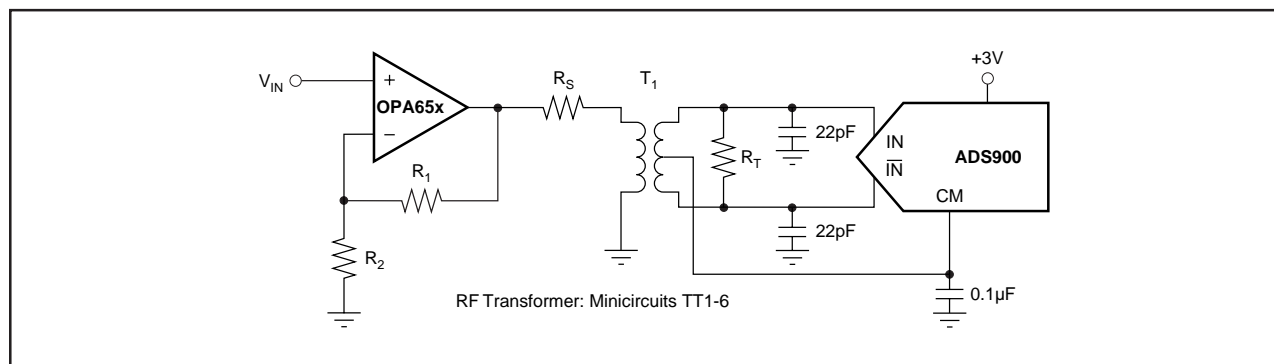 +3V
V_IN
+
OPA65x
−
R_S
T_1
R_1
R_2
R_T
22pF
22pF
IN
I̅N̅
ADS900
CM
0.1µF
RF Transformer: Minicircuits TT1-6